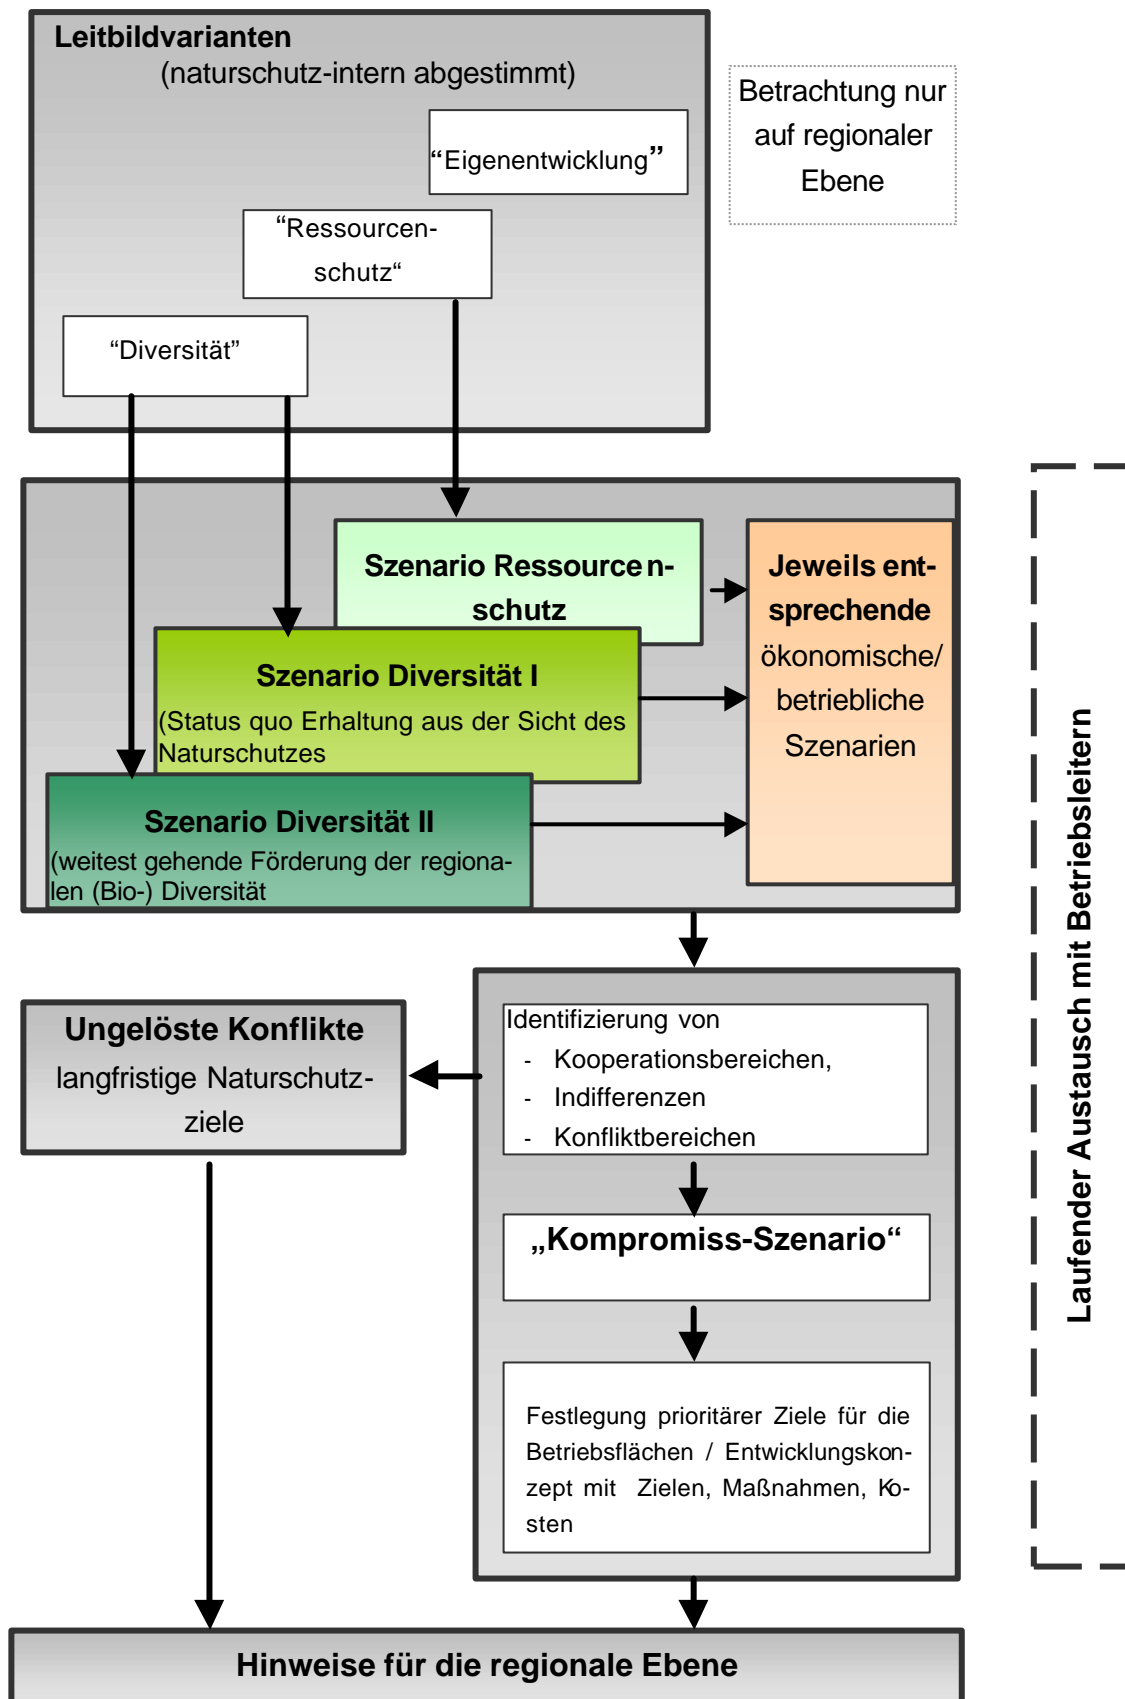 Leitbildvarianten
(naturschutz-intern abgestimmt)
“Eigenentwicklung”
“Ressourcen-
schutz“
“Diversität”
Betrachtung nur
auf regionaler
Ebene
Szenario Ressourcen-
schutz
Szenario Diversität I
(Status quo Erhaltung aus der Sicht des
Naturschutzes
Szenario Diversität II
(weitest gehende Förderung der regiona-
len (Bio-) Diversität
Jeweils ent-
sprechende
ökonomische/
betriebliche
Szenarien
Laufender Austausch mit Betriebsleitern
Ungelöste Konflikte
langfristige Naturschutz-
ziele
Identifizierung von
- Kooperationsbereichen,
- Indifferenzen
- Konfliktbereichen
„Kompromiss-Szenario“
Festlegung prioritärer Ziele für die
Betriebsflächen / Entwicklungskon-
zept mit Zielen, Maßnahmen, Ko-
sten
Hinweise für die regionale Ebene